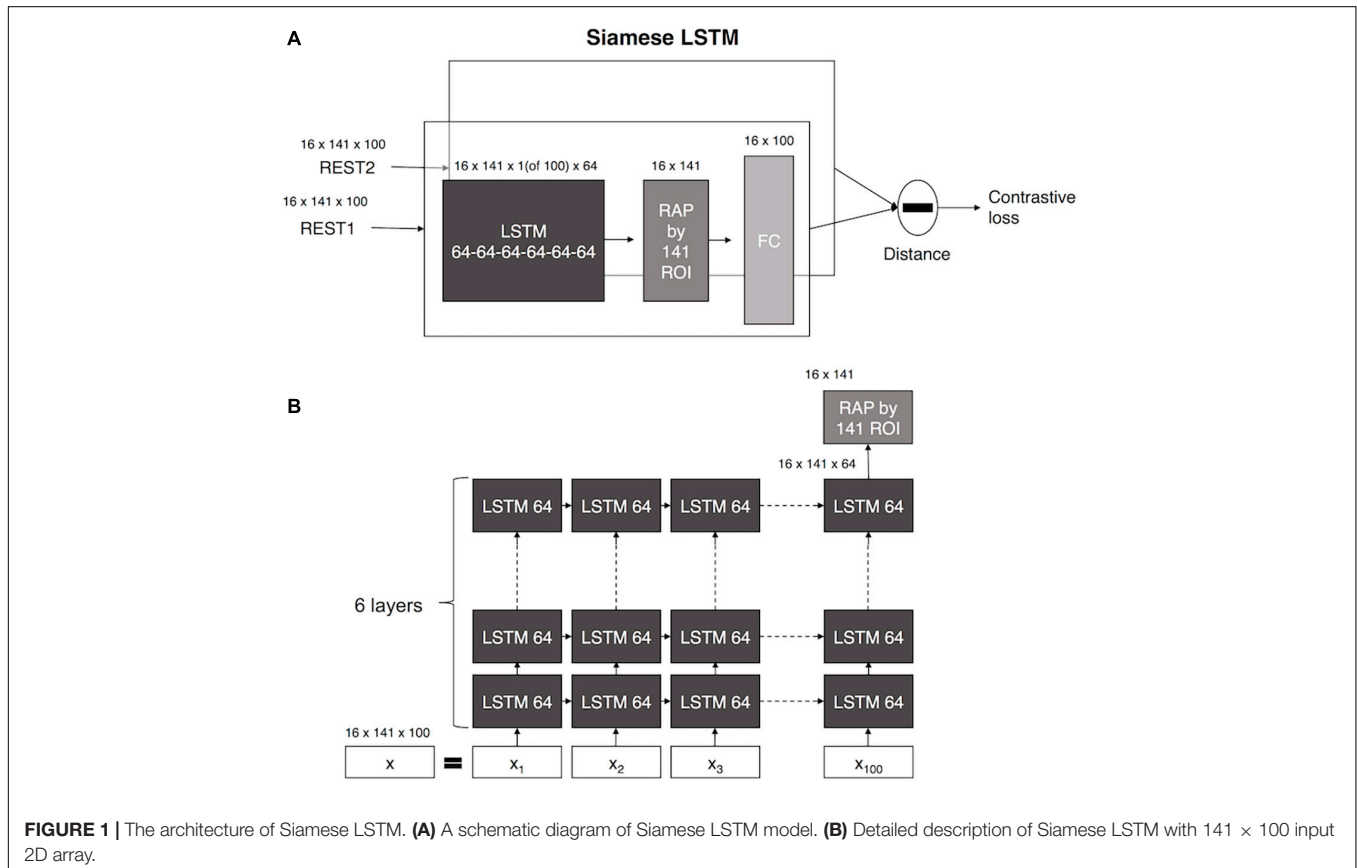 A
Siamese LSTM
16 x 141 x 100
REST2
16 x 141 x 100
REST1
16 x 141 x 1(of 100) x 64
LSTM
64-64-64-64-64-64
16 x 141
RAP
by
141
ROI
16 x 100
FC
Distance
Contrastive
loss
B
16 x 141
RAP by
141 ROI
16 x 141 x 64
LSTM 64 LSTM 64 LSTM 64 LSTM 64
6 layers
LSTM 64 LSTM 64 LSTM 64 LSTM 64
LSTM 64 LSTM 64 LSTM 64 LSTM 64
16 x 141 x 100
x = x1 x2 x3 x100
FIGURE 1 | The architecture of Siamese LSTM. (A) A schematic diagram of Siamese LSTM model. (B) Detailed description of Siamese LSTM with 141 × 100 input
2D array.